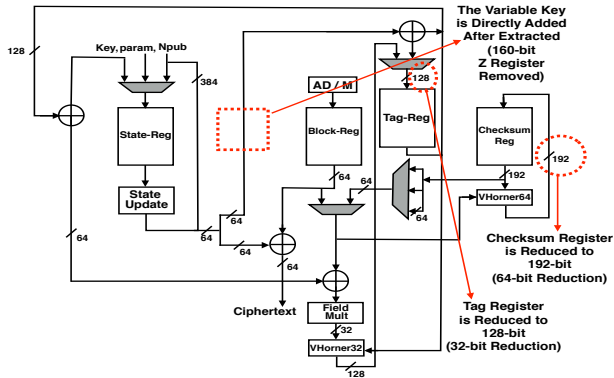 The Variable Key
is Directly Added
After Extracted
(160-bit
Z Register
Removed)
128
Key, param, Npub
384
128
AD / M
State-Reg
Block-Reg
Tag-Reg
Checksum
Reg
192
State
Update
64
64
192
64
64
VHorner64
64
64
64
64
Checksum Register
is Reduced to
192-bit
(64-bit Reduction)
Ciphertext
Field
Mult
32
VHorner32
128
Tag Register
is Reduced to
128-bit
(32-bit Reduction)